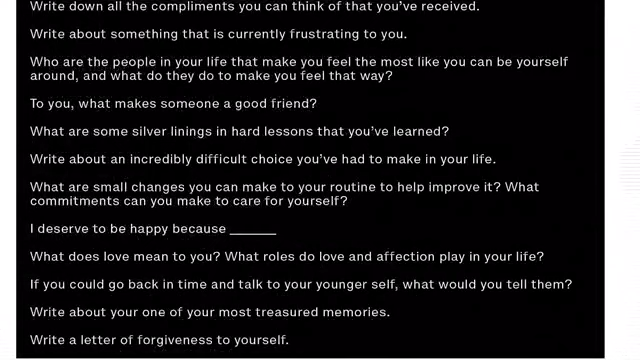 Write down all the compliments you can think of that you've received.
Write about something that is currently frustrating to you.
Who are the people in your life that make you feel the most like you can be yourself
around, and what do they do to make you feel that way?
To you, what makes someone a good friend?
What are some silver linings in hard lessons that you've learned?
Write about an incredibly difficult choice you've had to make in your life.
What are small changes you can make to your routine to help improve it? What
commitments can you make to care for yourself?
I deserve to be happy because _______
What does love mean to you? What roles do love and affection play in your life?
If you could go back in time and talk to your younger self, what would you tell them?
Write about your one of your most treasured memories.
Write a letter of forgiveness to yourself.